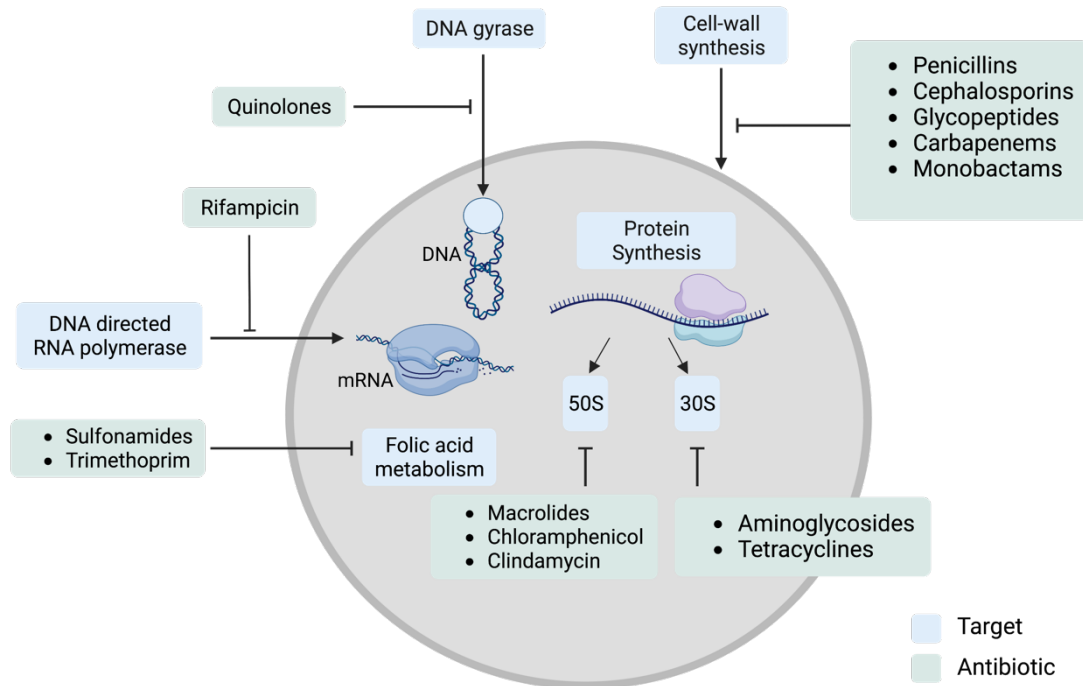 DNA gyrase
Cell-wall
synthesis
• Penicillins
• Cephalosporins
• Glycopeptides
• Carbapenems
• Monobactams
Quinolones
Rifampicin
DNA
Protein
Synthesis
DNA directed
RNA polymerase
mRNA
50S
30S
• Sulfonamides
• Trimethoprim
Folic acid
metabolism
• Macrolides
• Chloramphenicol
• Clindamycin
• Aminoglycosides
• Tetracyclines
Target
Antibiotic